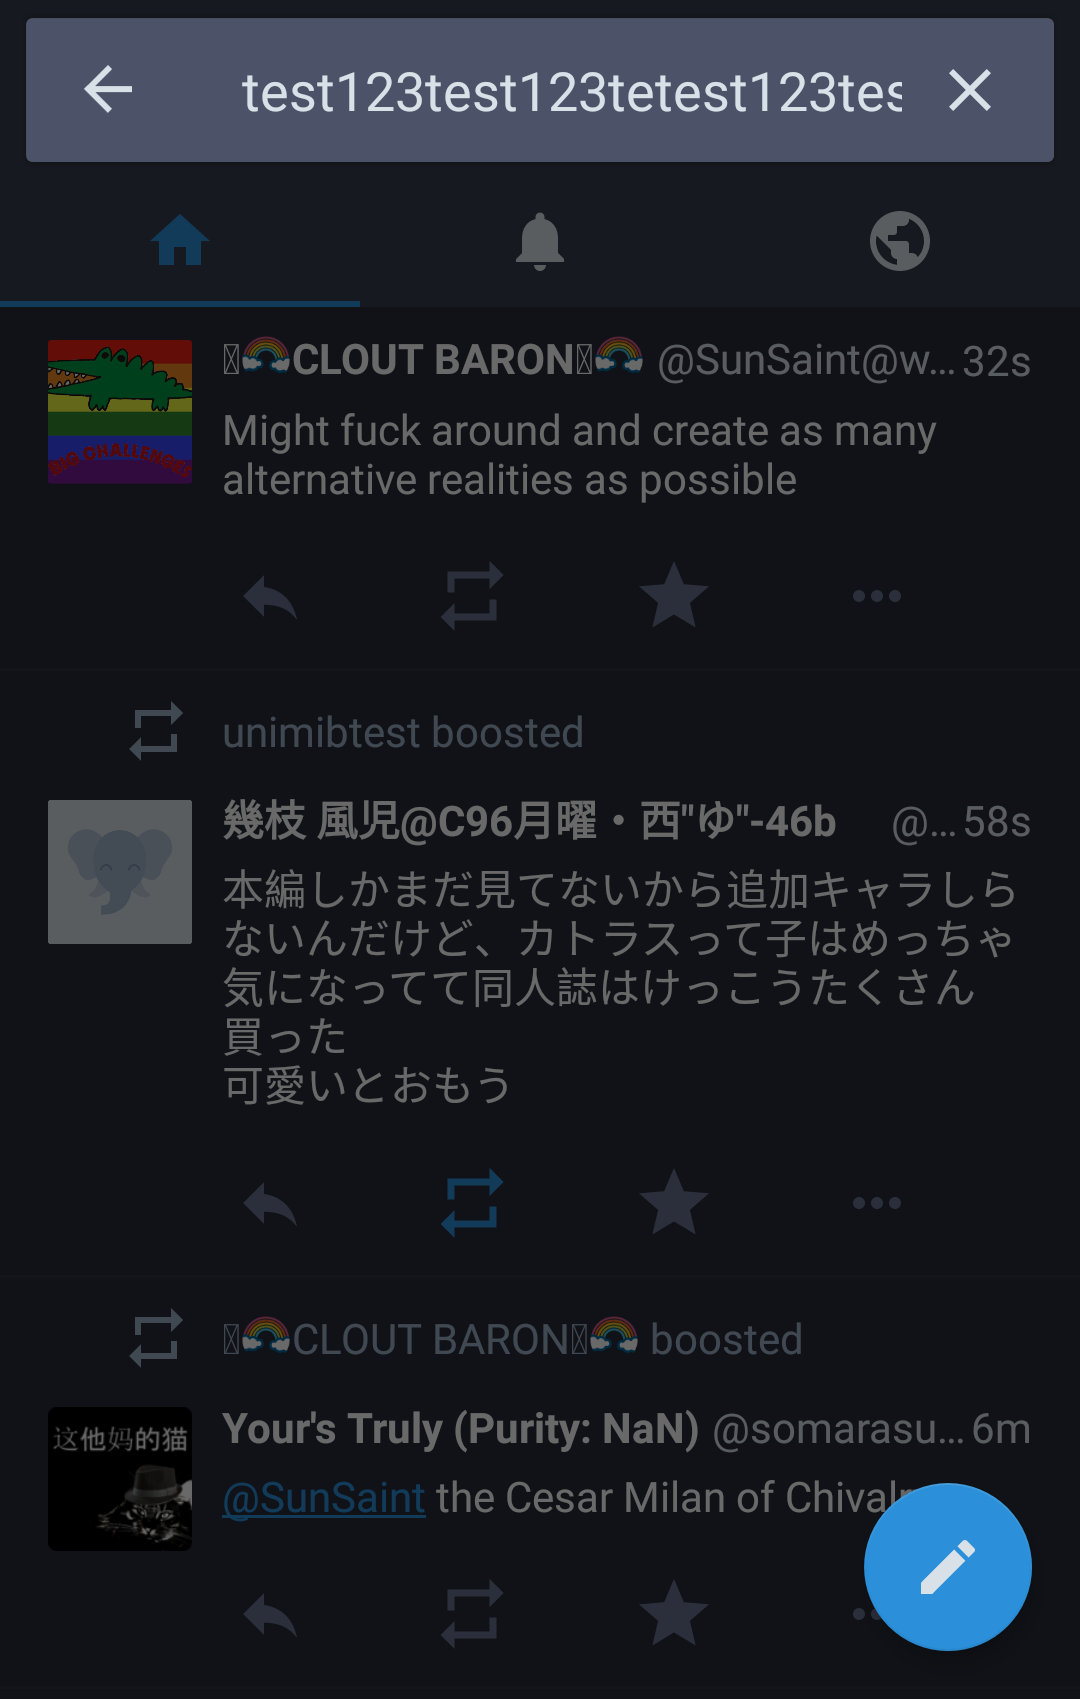 test123test123tetest123tes
CLOUT BARON @SunSaint@w... 32s
Might fuck around and create as many
alternative realities as possible
BIG CHALLENGES
unimibtest boosted
幾枝 風児@C96月曜・西"ゆ"-46b @... 58s
本編しかまだ見てないから追加キャラしら
ないんだけど、カトラスって子はめっちゃ
気になってて同人誌はけっこうたくさん
買った
可愛いとおもう
CLOUT BARON boosted
这他妈的猫
Your's Truly (Purity: NaN) @somarasu... 6m
@SunSaint the Cesar Milan of Chivalr